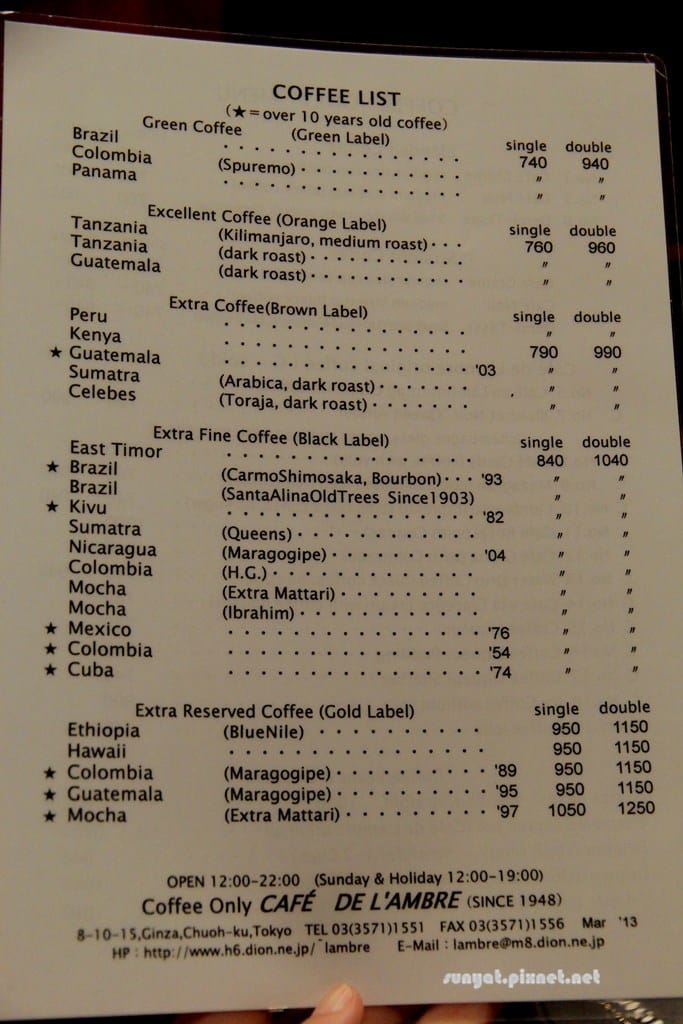 COFFEE LIST
(★=over 10 years old coffee)
Green Coffee (Green Label) single double
Brazil · · · · · · · · · · · · · · · 740 940
Colombia (Spuremo) · · · · · · · · · · · 〃 〃
Panama · · · · · · · · · · · · · · · 〃 〃
Excellent Coffee (Orange Label) single double
Tanzania (Kilimanjaro, medium roast) · · · 760 960
Tanzania (dark roast) · · · · · · · · · · · 〃 〃
Guatemala (dark roast) · · · · · · · · · · · 〃 〃
Extra Coffee(Brown Label) single double
Peru · · · · · · · · · · · · · · · 〃 〃
Kenya · · · · · · · · · · · · · · · 790 990
★ Guatemala · · · · · · · · · · · · · · · '03 〃 〃
Sumatra (Arabica, dark roast) · · · · · · · 〃 〃
Celebes (Toraja, dark roast) · · · · · · · 〃 〃
Extra Fine Coffee (Black Label) single double
East Timor · · · · · · · · · · · · · · · 840 1040
★ Brazil (CarmoShimosaka, Bourbon) · · · '93 〃 〃
Brazil (SantaAlinaOldTrees Since1903) 〃 〃
★ Kivu · · · · · · · · · · · · · · · '82 〃 〃
Sumatra (Queens) · · · · · · · · · · · · 〃 〃
Nicaragua (Maragogipe) · · · · · · · · · · '04 〃 〃
Colombia (H.G.) · · · · · · · · · · · · · 〃 〃
Mocha (Extra Mattari) · · · · · · · · · 〃 〃
Mocha (Ibrahim) · · · · · · · · · · · · 〃 〃
★ Mexico · · · · · · · · · · · · · · · '76 〃 〃
★ Colombia · · · · · · · · · · · · · · · '54 〃 〃
★ Cuba · · · · · · · · · · · · · · · '74 〃 〃
Extra Reserved Coffee (Gold Label) single double
Ethiopia (BlueNile) · · · · · · · · · · 950 1150
Hawaii · · · · · · · · · · · · · · · 950 1150
★ Colombia (Maragogipe) · · · · · · · · · · '89 950 1150
★ Guatemala (Maragogipe) · · · · · · · · · · '95 950 1150
★ Mocha (Extra Mattari) · · · · · · · · · · '97 1050 1250
OPEN 12:00-22:00 (Sunday & Holiday 12:00-19:00)
Coffee Only CAFÉ DE L'AMBRE (SINCE 1948)
8-10-15,Ginza,Chuoh-ku,Tokyo TEL 03(3571)1551 FAX 03(3571)1556 Mar '13
HP : http://www.h6.dion.ne.jp/~lambre E-Mail : lambre@m8.dion.ne.jp
sunyat.pixnet.net